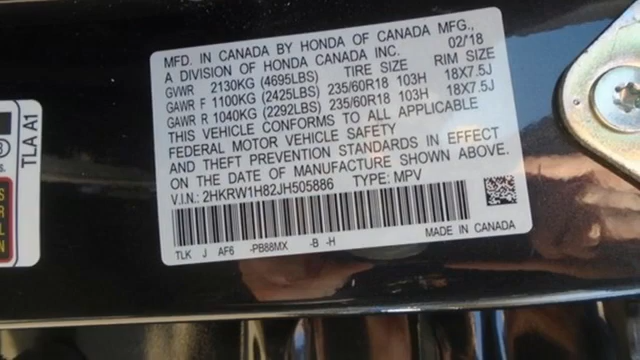 MFD. IN CANADA BY HONDA OF CANADA MFG.,
A DIVISION OF HONDA CANADA INC. 02/18
GVWR 2130KG (4695LBS) TIRE SIZE RIM SIZE
GAWR F 1100KG (2425LBS) 235/60R18 103H 18X7.5J
GAWR R 1040KG (2292LBS) 235/60R18 103H 18X7.5J
THIS VEHICLE CONFORMS TO ALL APPLICABLE
FEDERAL MOTOR VEHICLE SAFETY
AND THEFT PREVENTION STANDARDS IN EFFECT
ON THE DATE OF MANUFACTURE SHOWN ABOVE.
V.I.N.: 2HKRW1H82JH505886 TYPE: MPV
TLK J AF6 -PB88MX -B -H MADE IN CANADA
TLA A1